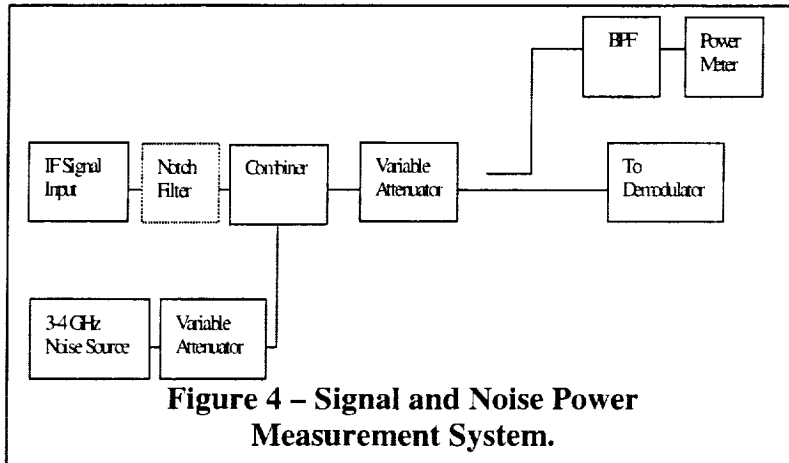 BPF
Power
Meter
IF Signal
Input
Notch
Filter
Combiner
Variable
Attenuator
To
Demodulator
3-4 GHz
Noise Source
Variable
Attenuator
Figure 4 – Signal and Noise Power
Measurement System.